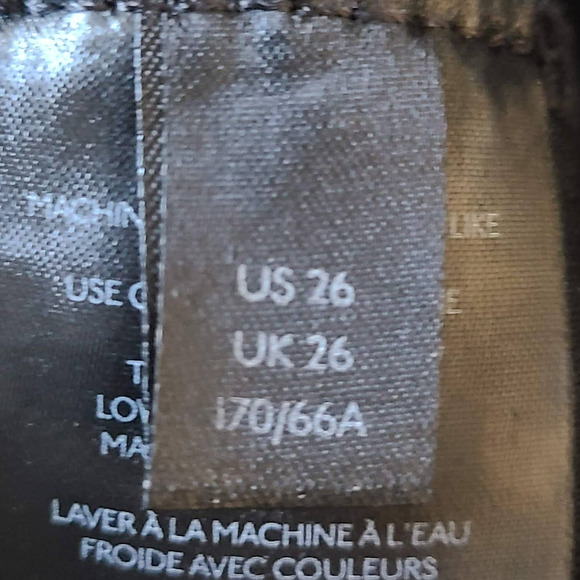 MACHIN LIKE
US 26
USE
UK 26
LOW
170/66A
MA
LAVER À LA MACHINE À L'EAU
FROIDE AVEC COULEURS